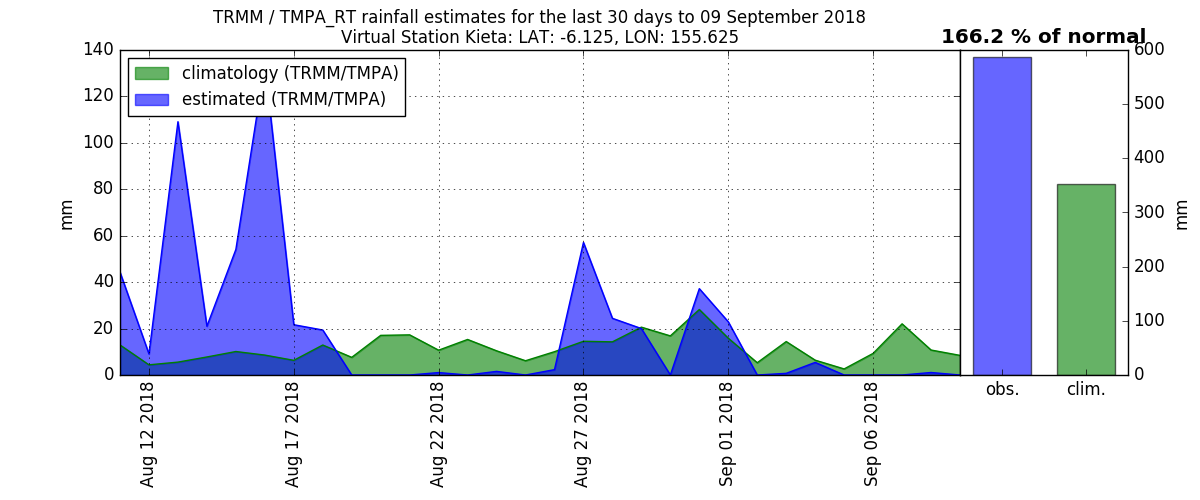 TRMM / TMPA_RT rainfall estimates for the last 30 days to 09 September 2018
Virtual Station Kieta: LAT: -6.125, LON: 155.625
166.2 % of normal
climatology (TRMM/TMPA)
estimated (TRMM/TMPA)
140
120
100
80
60
40
20
0
mm
Aug 12 2018
Aug 17 2018
Aug 22 2018
Aug 27 2018
Sep 01 2018
Sep 06 2018
600
500
400
300
200
100
0
mm
obs.
clim.